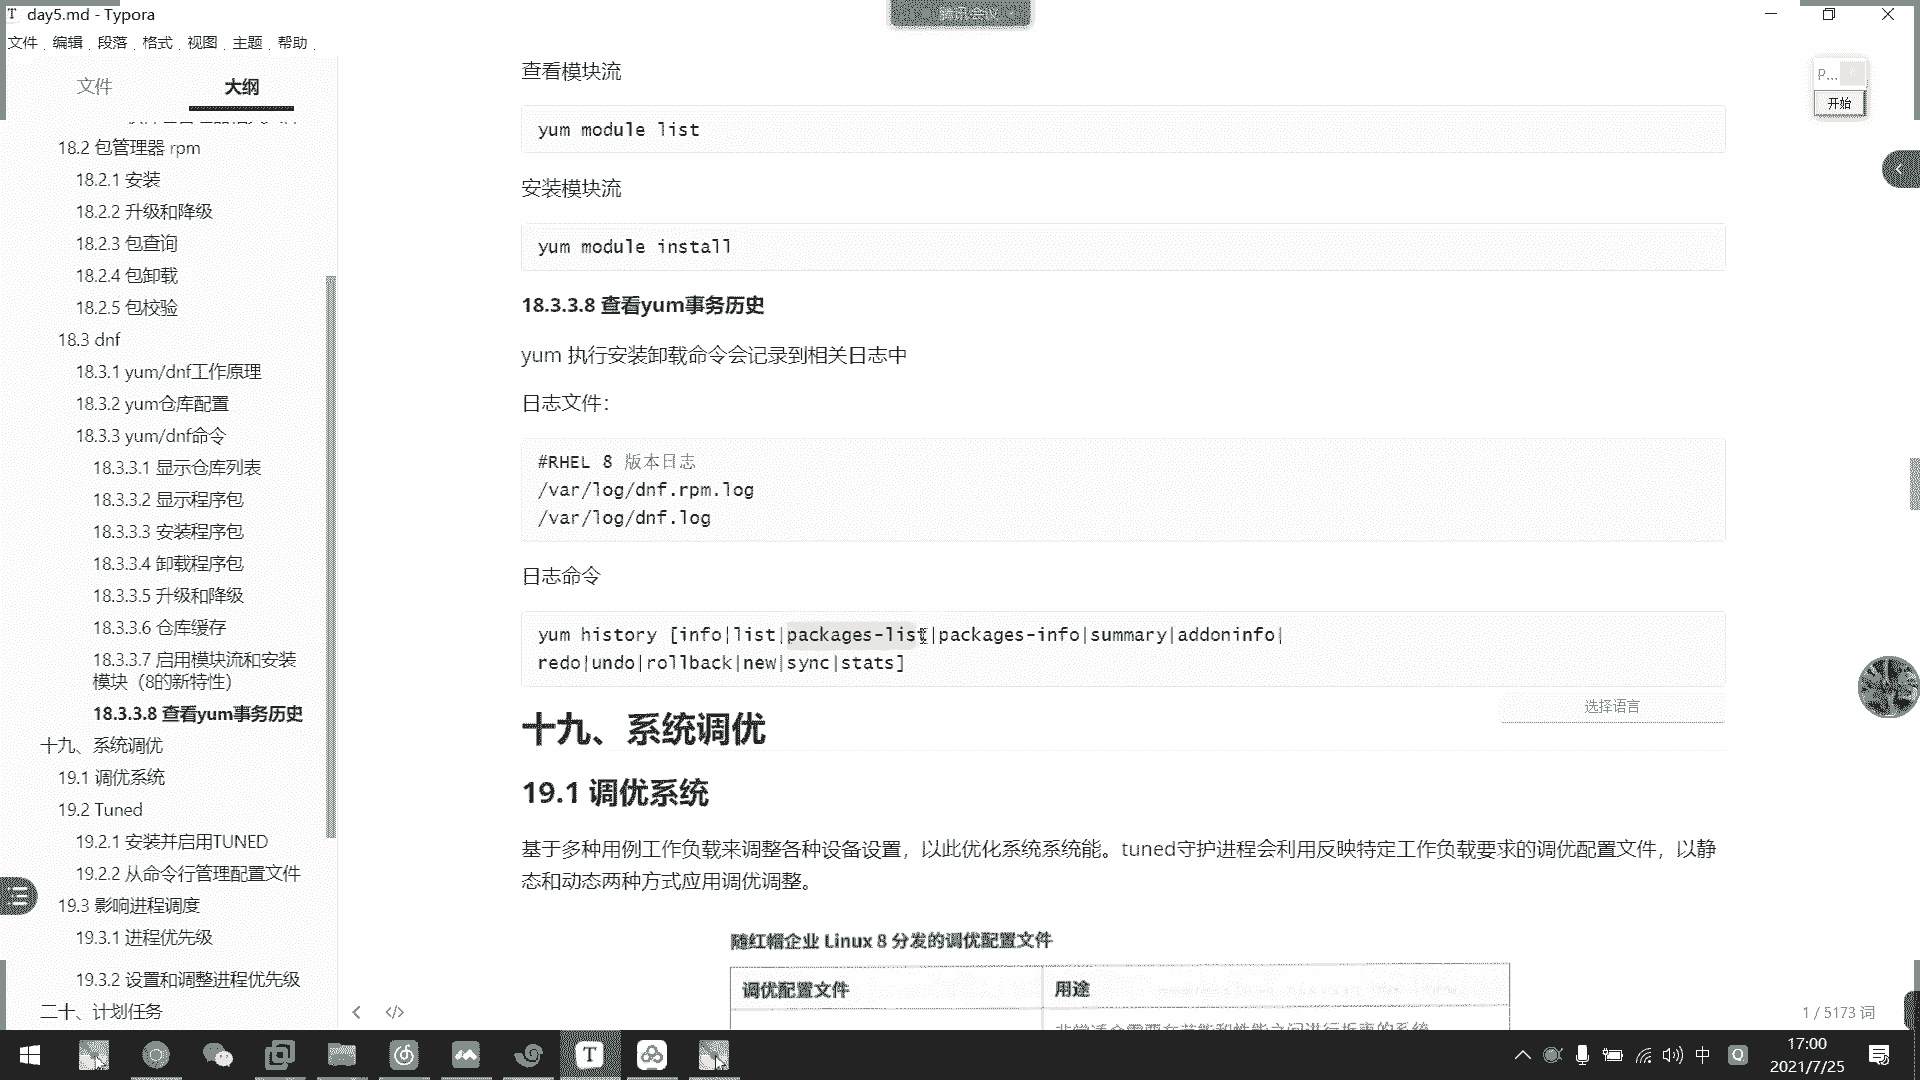 day5.md - Typora
腾讯会议
文件 编辑 段落 格式 视图 主题 帮助
文件 大纲
18.2 包管理器 rpm
18.2.1 安装
18.2.2 升级和降级
18.2.3 包查询
18.2.4 包卸载
18.2.5 包校验
18.3 dnf
18.3.1 yum/dnf工作原理
18.3.2 yum仓库配置
18.3.3 yum/dnf命令
18.3.3.1 显示仓库列表
18.3.3.2 显示程序包
18.3.3.3 安装程序包
18.3.3.4 卸载程序包
18.3.3.5 升级和降级
18.3.3.6 仓库缓存
18.3.3.7 启用模块流和安装
模块（8的新特性）
18.3.3.8 查看yum事务历史
十九、系统调优
19.1 调优系统
19.2 Tuned
19.2.1 安装并启用TUNED
19.2.2 从命令行管理配置文件
19.3 影响进程调度
19.3.1 进程优先级
19.3.2 设置和调整进程优先级
二十、计划任务
查看模块流
yum module list
安装模块流
yum module install
18.3.3.8 查看yum事务历史
yum 执行安装卸载命令会记录到相关日志中
日志文件：
#RHEL 8 版本日志
/var/log/dnf.rpm.log
/var/log/dnf.log
日志命令
yum history [info|list|packages-list|packages-info|summary|addoninfo|
redo|undo|rollback|new|sync|stats]
选择语言
十九、系统调优
19.1 调优系统
基于多种用例工作负载来调整各种设备设置，以此优化系统系统能。tuned守护进程会利用反映特定工作负载要求的调优配置文件，以静
态和动态两种方式应用调优调整。
随红帽企业 Linux 8 分发的调优配置文件
调优配置文件 用途
非常适合需要在节能和性能之间进行折衷的系统
P...
开始
1 / 5173 词
中
17:00
2021/7/25